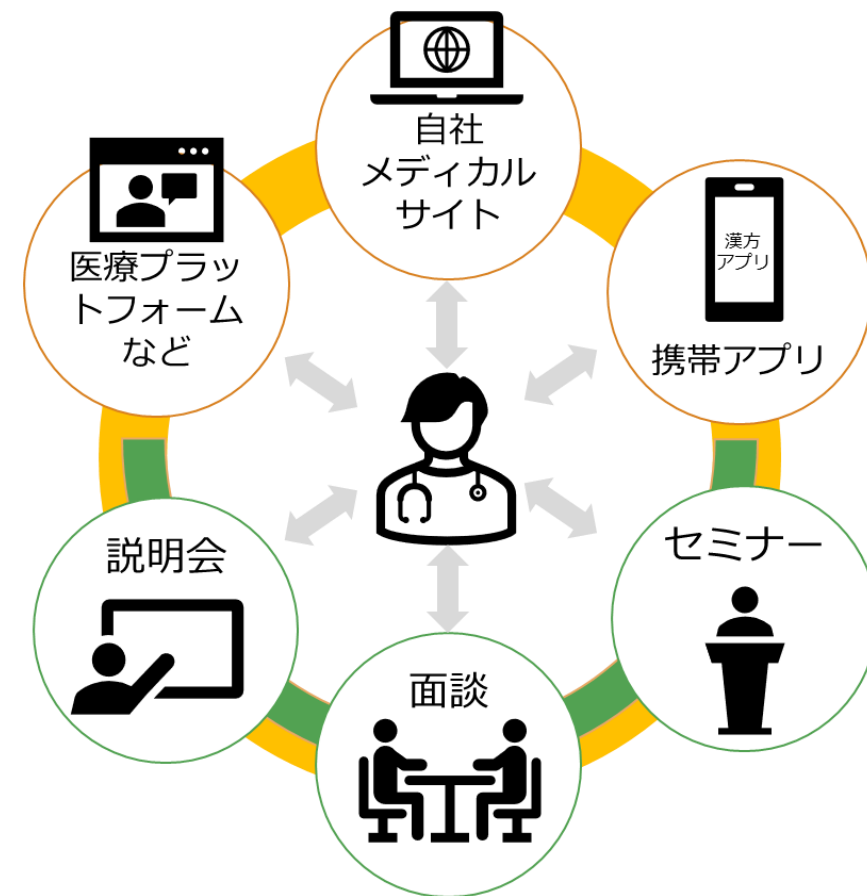 自社
メディカル
サイト
医療プラッ
トフォーム
など
漢方
アプリ
携帯アプリ
説明会
セミナー
面談